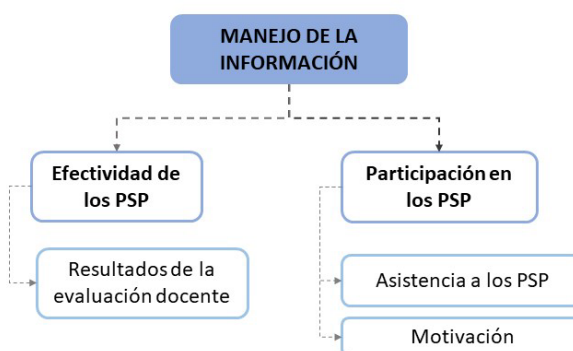 MANEJO DE LA
INFORMACIÓN
Efectividad de
los PSP
Participación en
los PSP
Resultados de la
evaluación docente
Asistencia a los PSP
Motivación